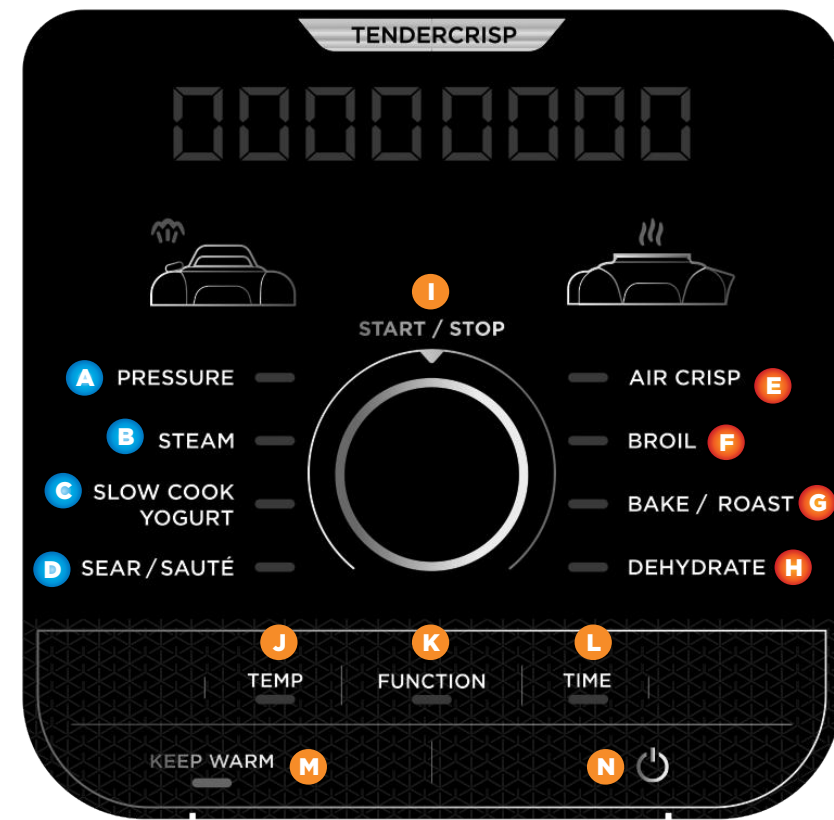 TENDERCRISP
00000000
I
START / STOP
A PRESSURE
AIR CRISP E
B STEAM
BROIL F
C SLOW COOK
YOGURT
BAKE / ROAST G
D SEAR / SAUTÉ
DEHYDRATE H
J K L
TEMP FUNCTION TIME
KEEP WARM M
N